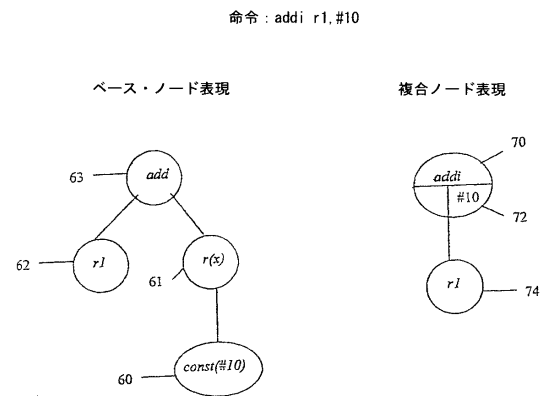 命令：addi r1,#10
ベース・ノード表現
複合ノード表現
63
add
62
r1
61
r(x)
60
const(#10)
70
addi
#10
72
r1
74